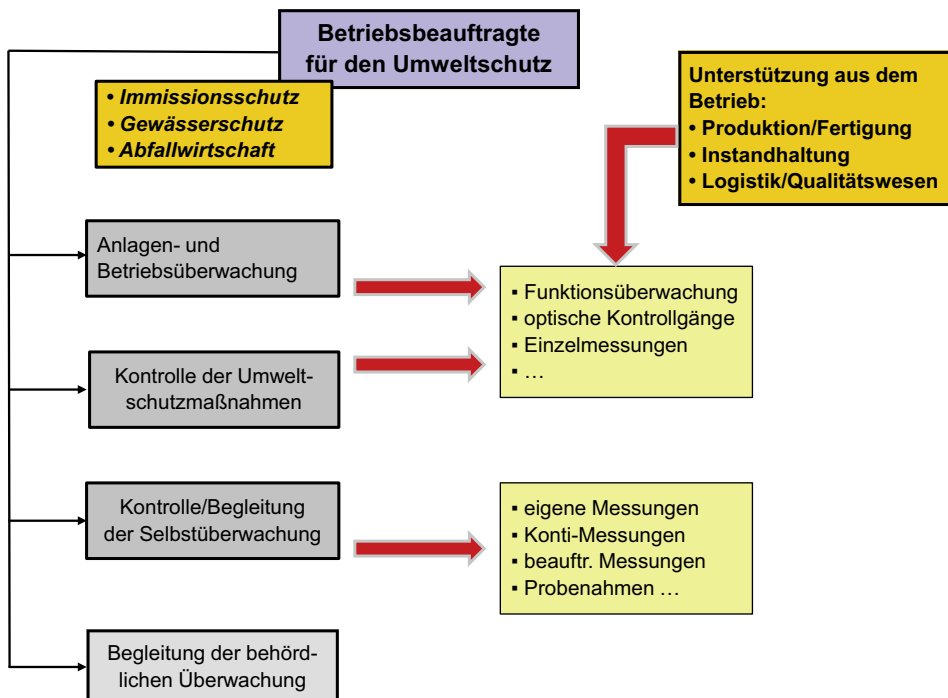 Betriebsbeauftragte
für den Umweltschutz
• Immissionsschutz
• Gewässerschutz
• Abfallwirtschaft
Unterstützung aus dem
Betrieb:
• Produktion/Fertigung
• Instandhaltung
• Logistik/Qualitätswesen
Anlagen- und
Betriebsüberwachung
▪ Funktionsüberwachung
▪ optische Kontrollgänge
▪ Einzelmessungen
▪ …
Kontrolle der Umwelt-
schutzmaßnahmen
Kontrolle/Begleitung
der Selbstüberwachung
▪ eigene Messungen
▪ Konti-Messungen
▪ beauftr. Messungen
▪ Probenahmen …
Begleitung der behörd-
lichen Überwachung